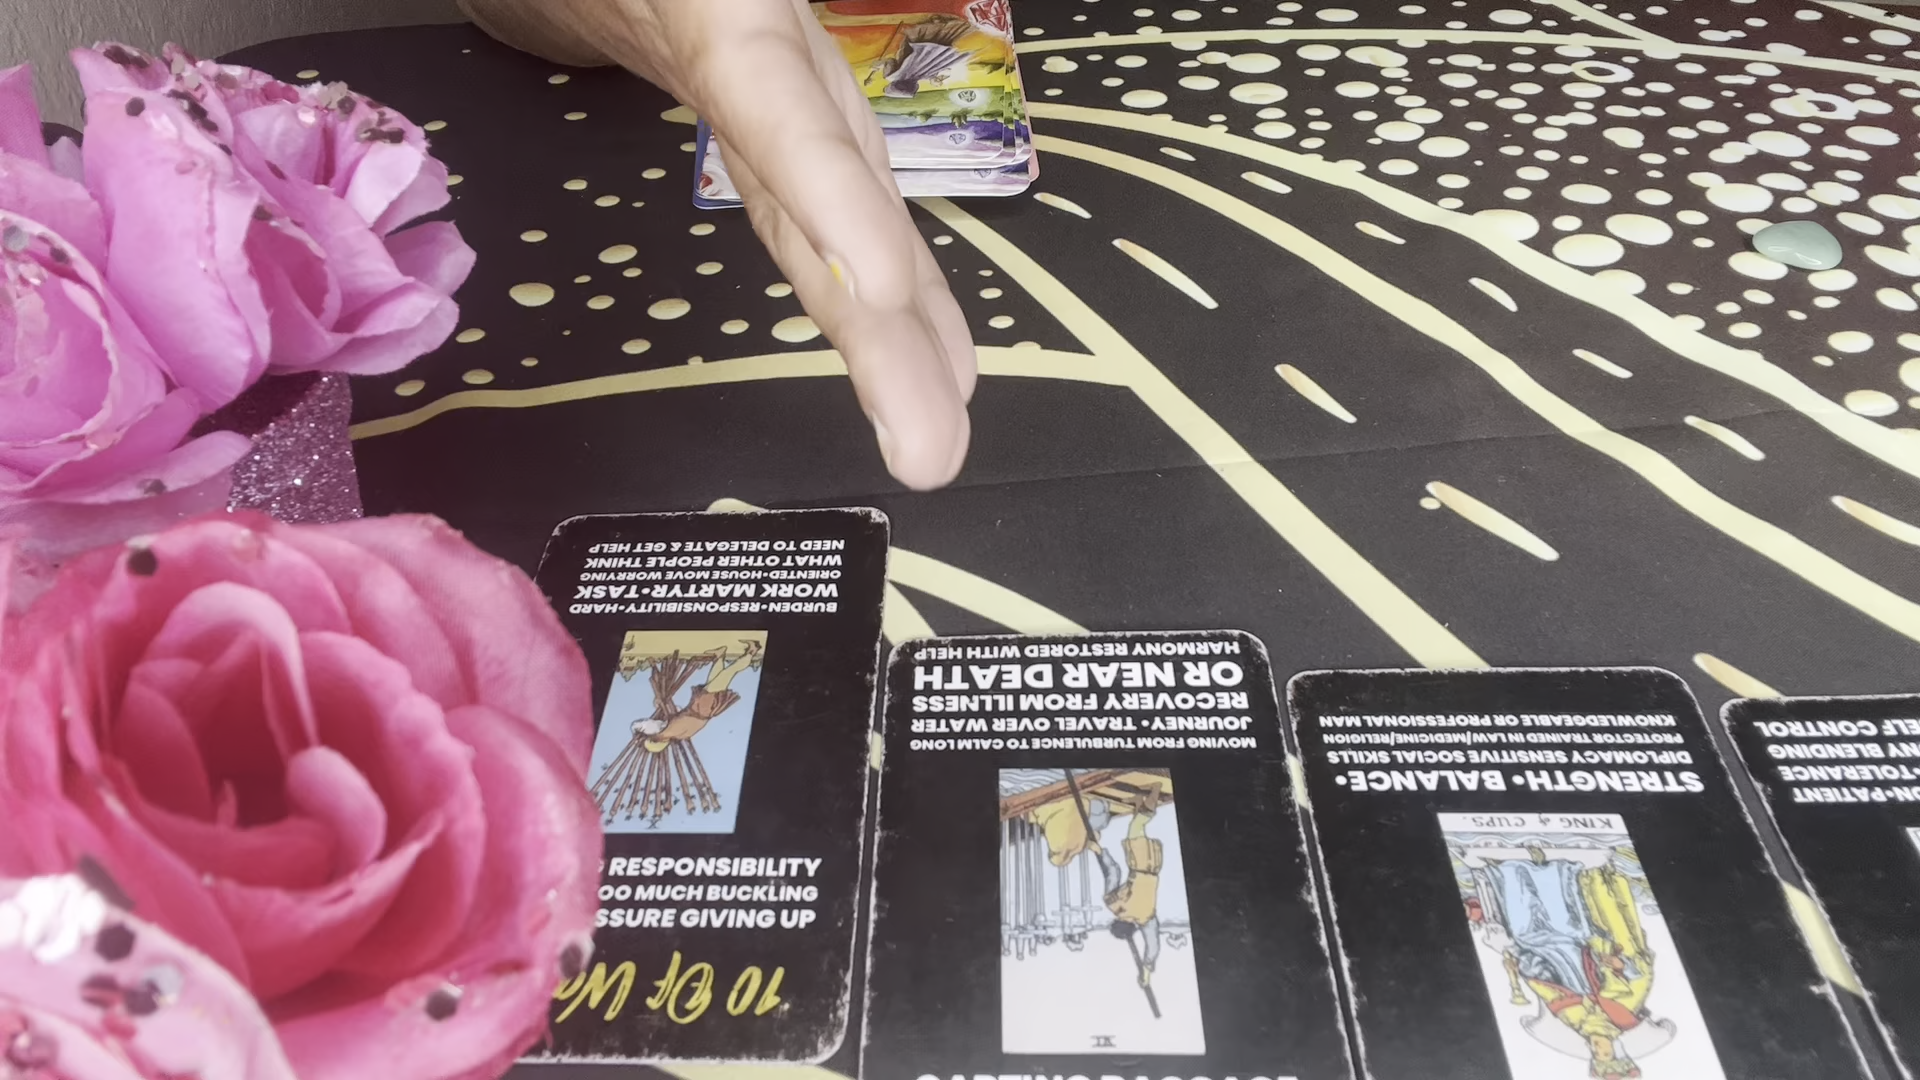 10 OF
BURDEN•RESPONSIBILITY•HARD
WORK MARTYR•TASK
ORIENTED•HOUSE MOVE WORRYING
WHAT OTHER PEOPLE THINK
NEED TO DELEGATE & GET HELP
X
RESPONSIBILITY
OO MUCH BUCKLING
SSURE GIVING UP
MOVING FROM TURBULENCE TO CALM LONG
JOURNEY • TRAVEL OVER WATER
RECOVERY FROM ILLNESS
OR NEAR DEATH
HARMONY RESTORED WITH HELP
VI
STRENGTH • BALANCE•
DIPLOMACY SENSITIVE SOCIAL SKILLS
PROTECTOR TRAINED IN LAW/MEDICINE/RELIGION
KNOWLEDGEABLE OR PROFESSIONAL MAN
KING of CUPS.
ON•PATIENT
•TOLERANCE
NY BLENDING
ELF CONTROL